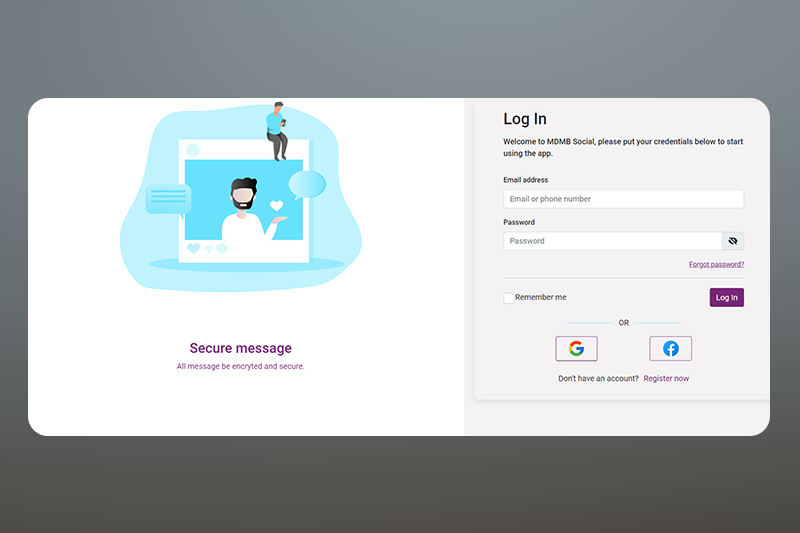 Log In
Welcome to MDMB Social, please put your credentials below to start
using the app.
Email address
Email or phone number
Password
Password
Forgot password?
Remember me
Log In
OR
Don't have an account? Register now
Secure message
All message be encryted and secure.